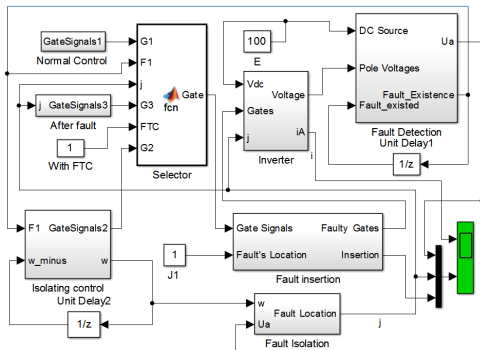 GateSignals1
Normal Control
G1
F1
j
G3
FTC
G2
Gate
fcn
Selector
j
GateSignals3
After fault
1
With FTC
100
E
Vdc
Gates
j
Voltage
iA
Inverter
i
DC Source
Pole Voltages
Fault_Existence
Fault_existed
Fault Detection
Ua
Unit Delay1
1/z
F1
GateSignals2
w_minus
w
Isolating control
Unit Delay2
1/z
1
J1
Gate Signals
Fault's Location
Faulty Gates
Insertion
Fault insertion
w
Ua
Fault Location
Fault Isolation
j